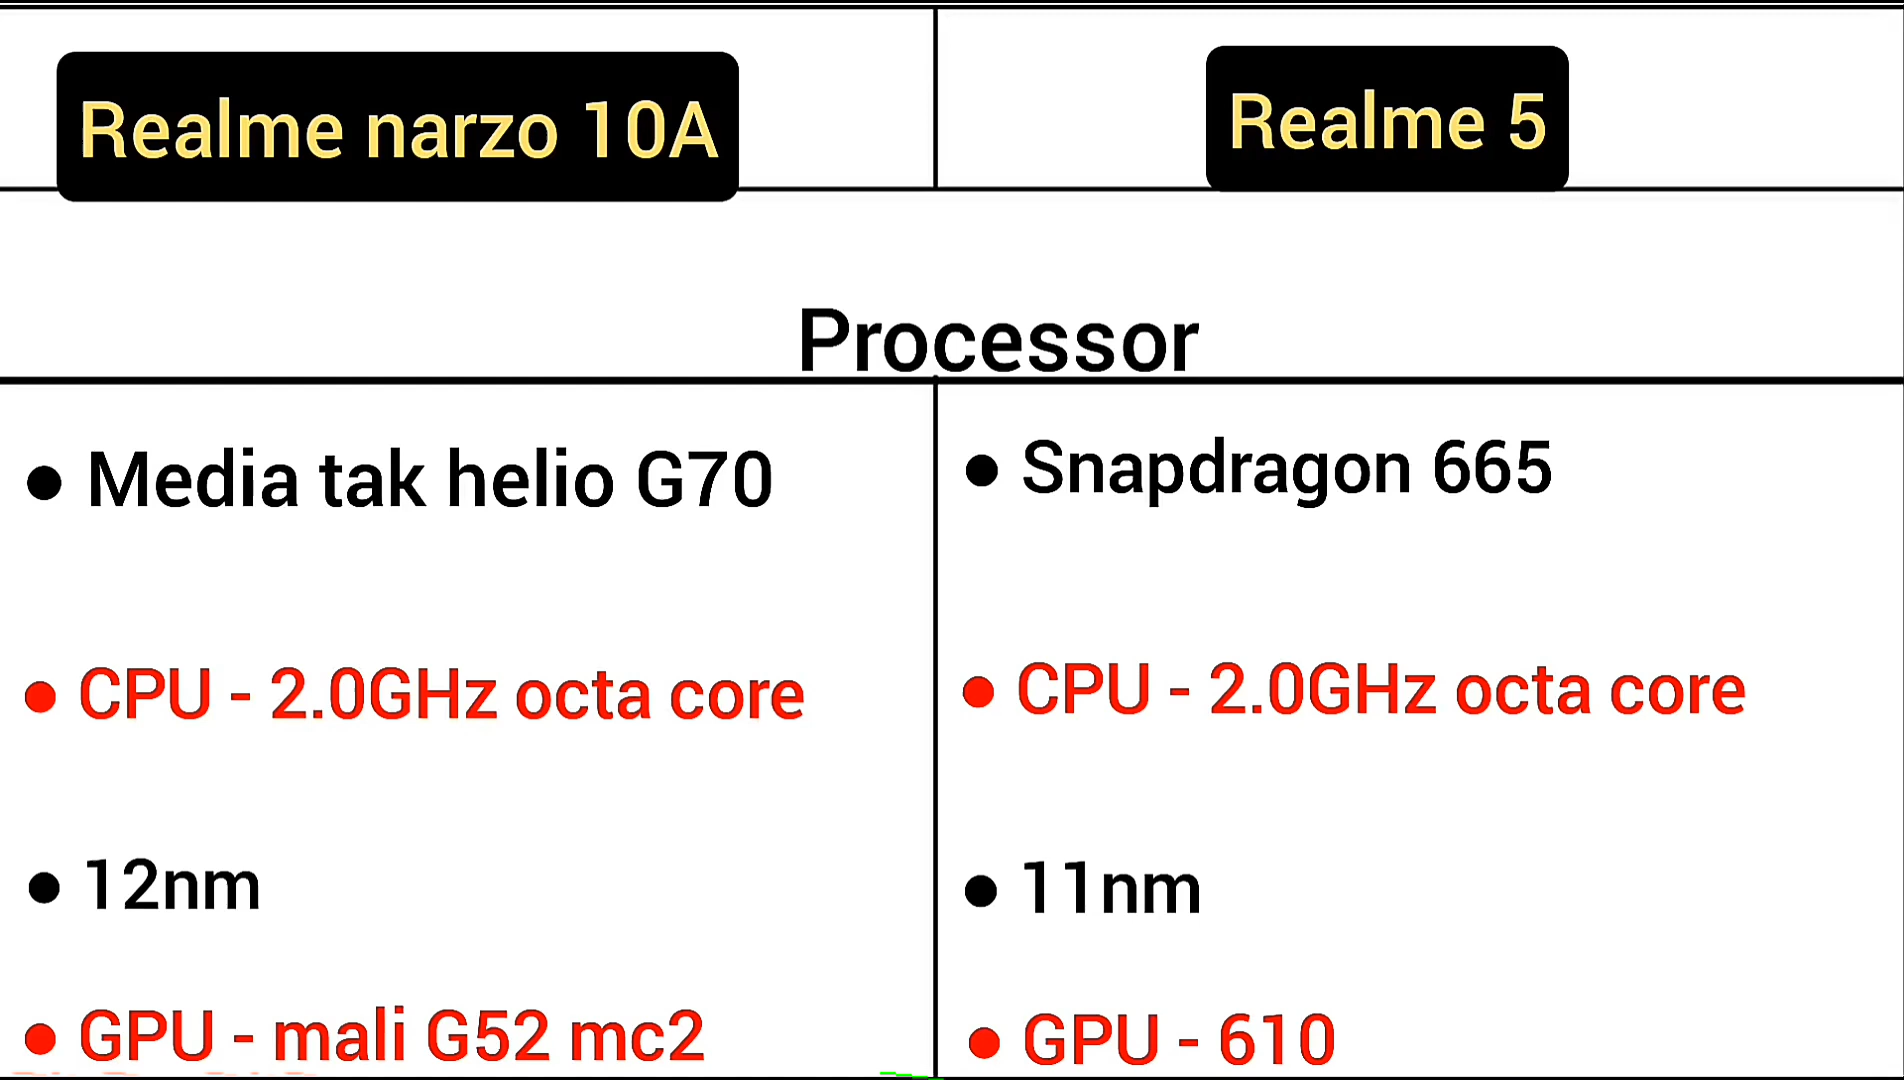 Realme narzo 10A
Realme 5
Processor
● Media tak helio G70
● Snapdragon 665
● CPU - 2.0GHz octa core
● CPU - 2.0GHz octa core
● 12nm
● 11nm
● GPU - mali G52 mc2
● GPU - 610